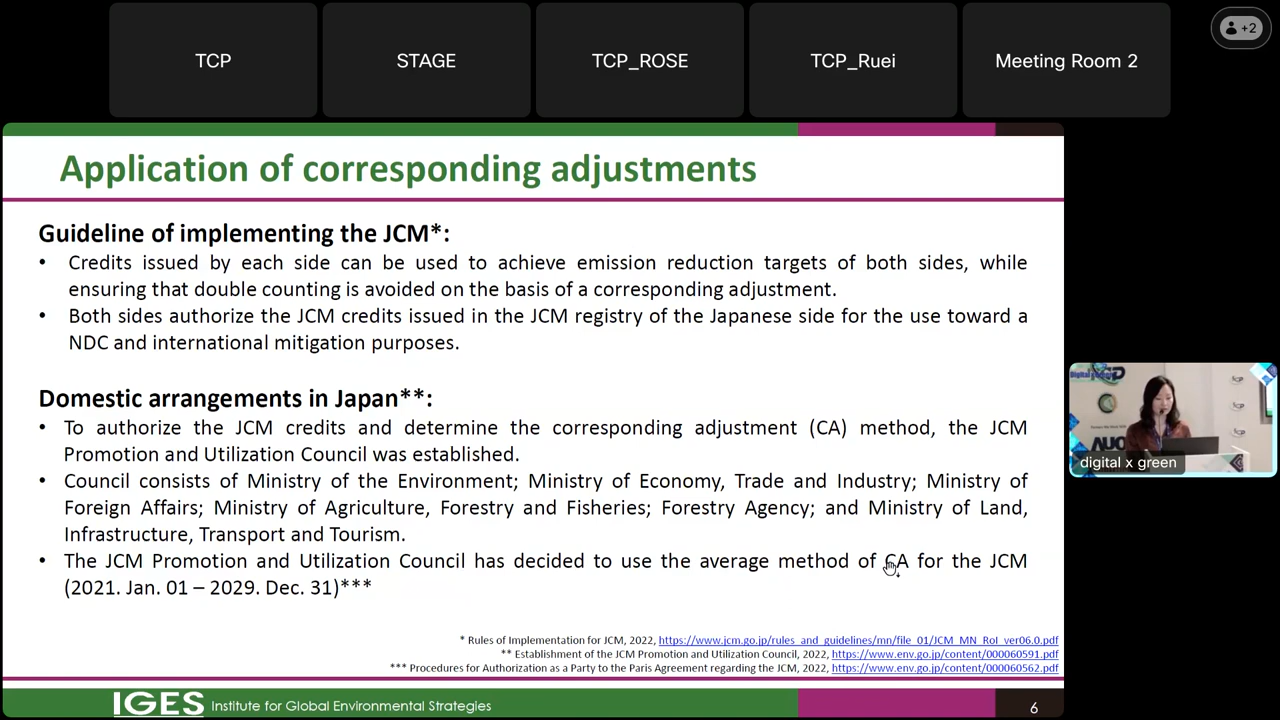 TCP
STAGE
TCP_ROSE
TCP_Ruei
Meeting Room 2
+2
Application of corresponding adjustments
Guideline of implementing the JCM*:
• Credits issued by each side can be used to achieve emission reduction targets of both sides, while
ensuring that double counting is avoided on the basis of a corresponding adjustment.
• Both sides authorize the JCM credits issued in the JCM registry of the Japanese side for the use toward a
NDC and international mitigation purposes.
Domestic arrangements in Japan**:
• To authorize the JCM credits and determine the corresponding adjustment (CA) method, the JCM
Promotion and Utilization Council was established.
• Council consists of Ministry of the Environment; Ministry of Economy, Trade and Industry; Ministry of
Foreign Affairs; Ministry of Agriculture, Forestry and Fisheries; Forestry Agency; and Ministry of Land,
Infrastructure, Transport and Tourism.
• The JCM Promotion and Utilization Council has decided to use the average method of CA for the JCM
(2021. Jan. 01 – 2029. Dec. 31)***
* Rules of Implementation for JCM, 2022, https://www.jcm.go.jp/rules_and_guidelines/mn/file_01/JCM_MN_RoI_ver06.0.pdf
** Establishment of the JCM Promotion and Utilization Council, 2022, https://www.env.go.jp/content/000060591.pdf
*** Procedures for Authorization as a Party to the Paris Agreement regarding the JCM, 2022, https://www.env.go.jp/content/000060562.pdf
IGES Institute for Global Environmental Strategies
6
AUO
digital x green